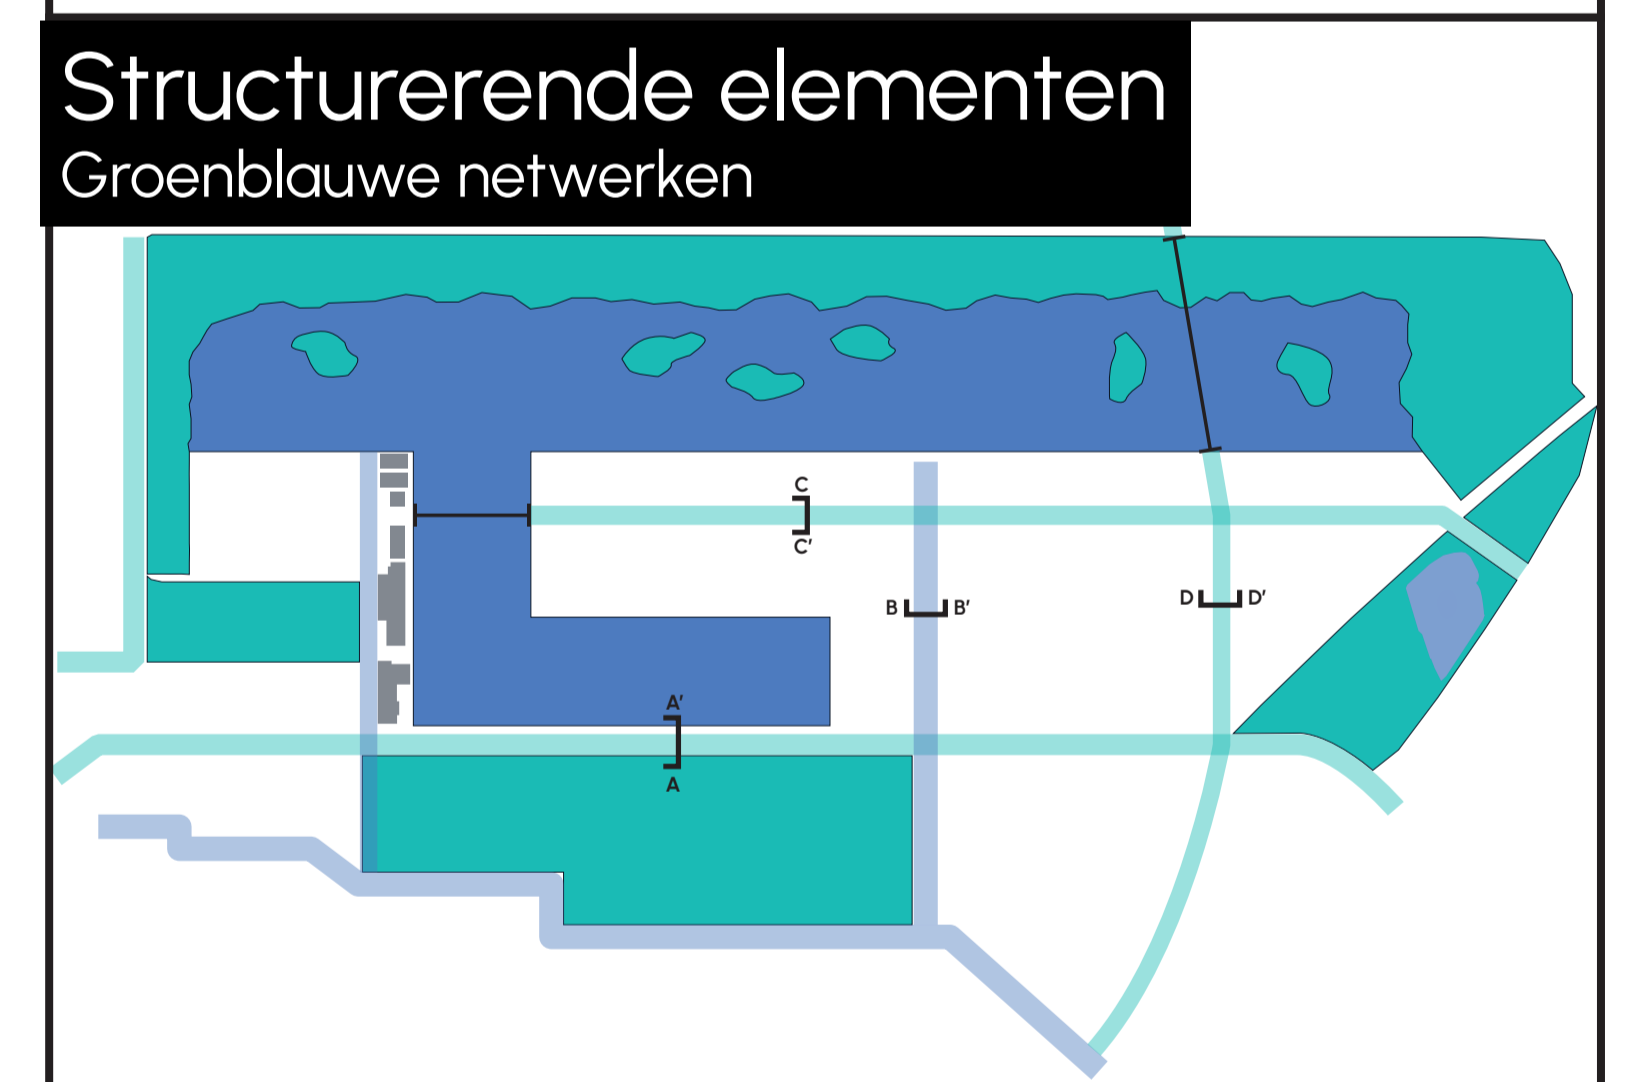 Structurerende elementen
Groenblauwe netwerken
C
C'
B B'
D D'
A'
A